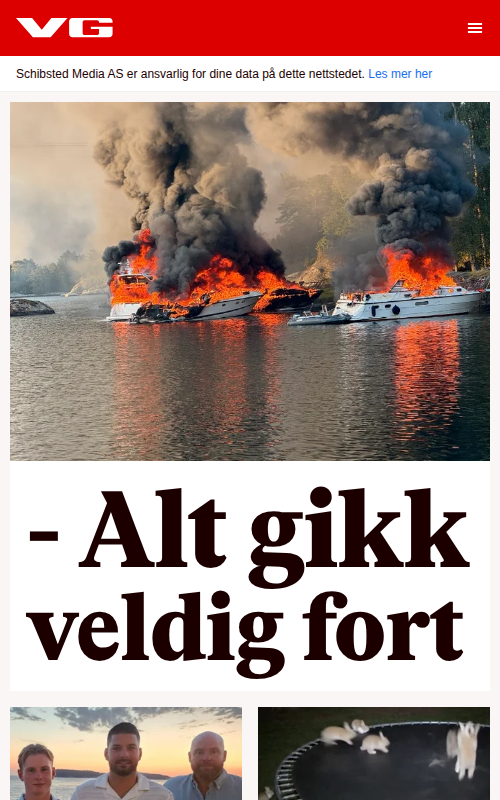 VG
Schibsted Media AS er ansvarlig for dine data på dette nettstedet. Les mer her
- Alt gikk
veldig fort